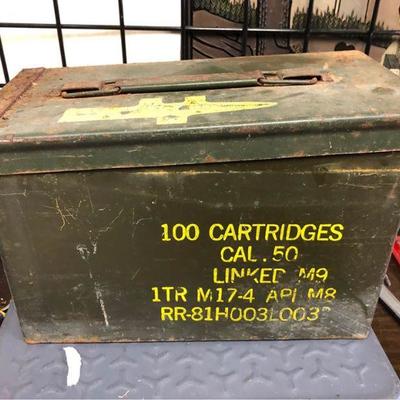 100 CARTRIDGES
CAL .50
LINKED M9
1TR M17-4 API M8